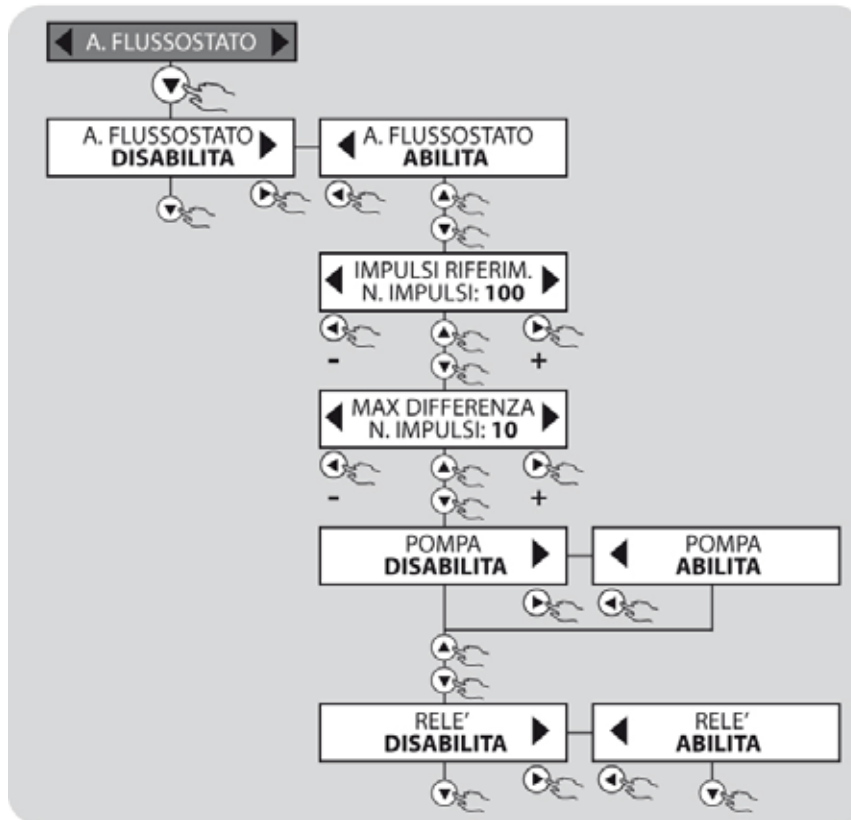 A. FLUSSOSTATO
A. FLUSSOSTATO
DISABILITA
A. FLUSSOSTATO
ABILITA
IMPULSI RIFERIM.
N. IMPULSI: 100
- +
MAX DIFFERENZA
N. IMPULSI: 10
- +
POMPA
DISABILITA
POMPA
ABILITA
RELE'
DISABILITA
RELE'
ABILITA